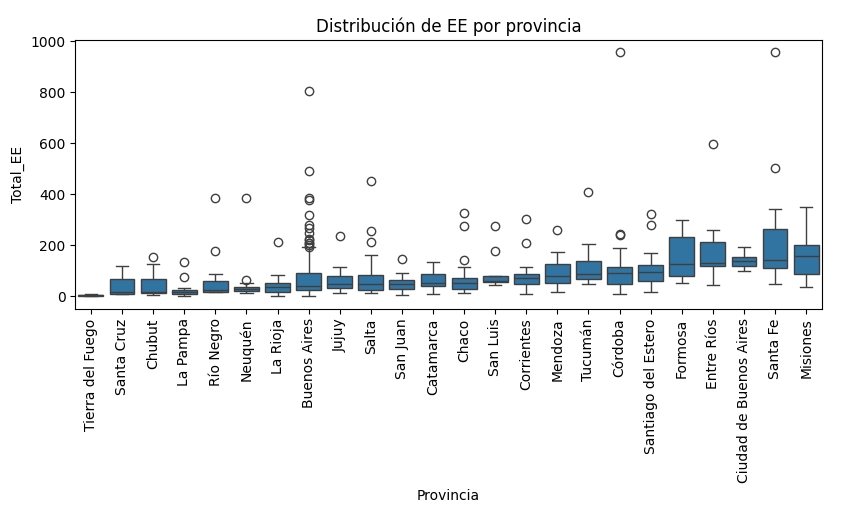 Distribución de EE por provincia
Total_EE
1000
800
600
400
200
0
Tierra del Fuego
Santa Cruz
Chubut
La Pampa
Río Negro
Neuquén
La Rioja
Buenos Aires
Jujuy
Salta
San Juan
Catamarca
Chaco
San Luis
Corrientes
Mendoza
Tucumán
Córdoba
Santiago del Estero
Formosa
Entre Ríos
Ciudad de Buenos Aires
Santa Fe
Misiones
Provincia